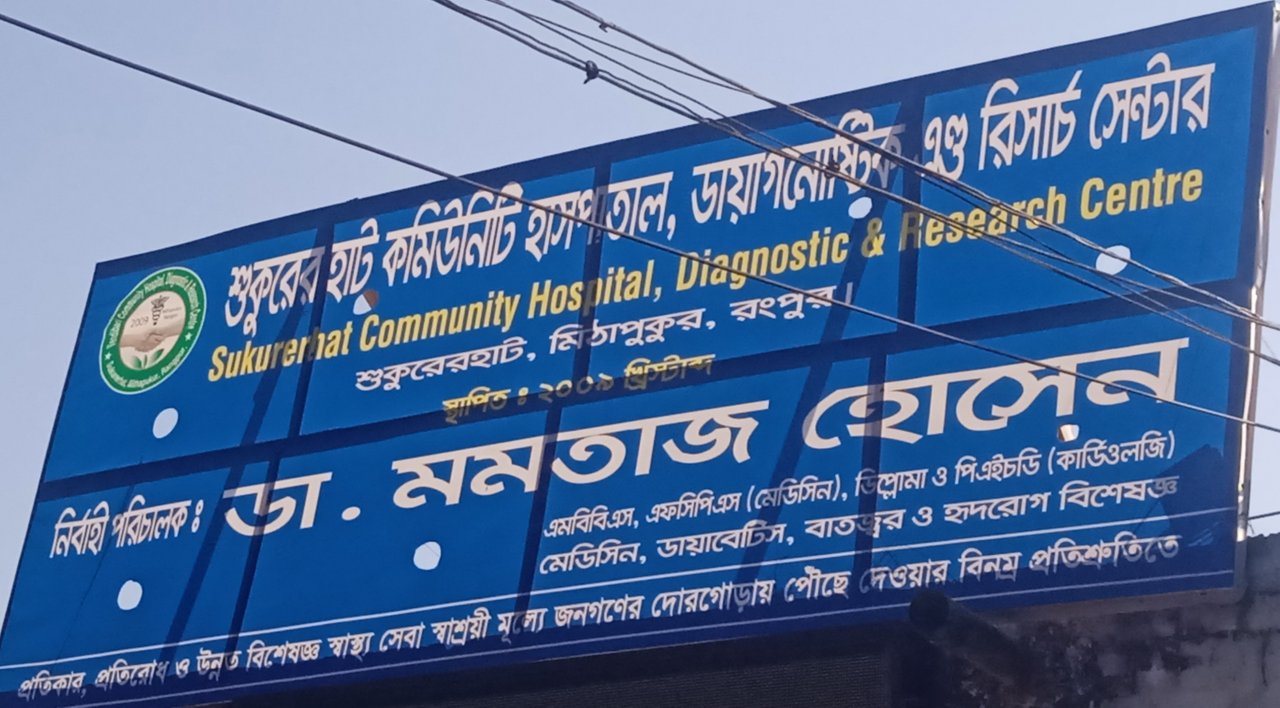 শুকুরেরহাট কমিউনিটি হাসপাতাল, ডায়াগনোষ্টিক এণ্ড রিসার্চ সেন্টার
Sukurerhat Community Hospital, Diagnostic & Research Centre
শুকুরেরহাট, মিঠাপুকুর, রংপুর।
স্থাপিত ঃ ২০০৯ খ্রিস্টাব্দ
2009
নির্বাহী পরিচালক ঃ ডা. মমতাজ হোসেন
এমবিবিএস, এফসিপিএস (মেডিসিন), ডিপ্লোমা ও পিএইচডি (কার্ডিওলজি)
মেডিসিন, ডায়াবেটিস, বাতজ্বর ও হৃদরোগ বিশেষজ্ঞ
প্রতিকার, প্রতিরোধ ও উন্নত বিশেষজ্ঞ স্বাস্থ্য সেবা স্বাশ্রয়ী মূল্যে জনগণের দোরগোড়ায় পৌঁছে দেওয়ার বিনম্র প্রতিশ্রুতিতে